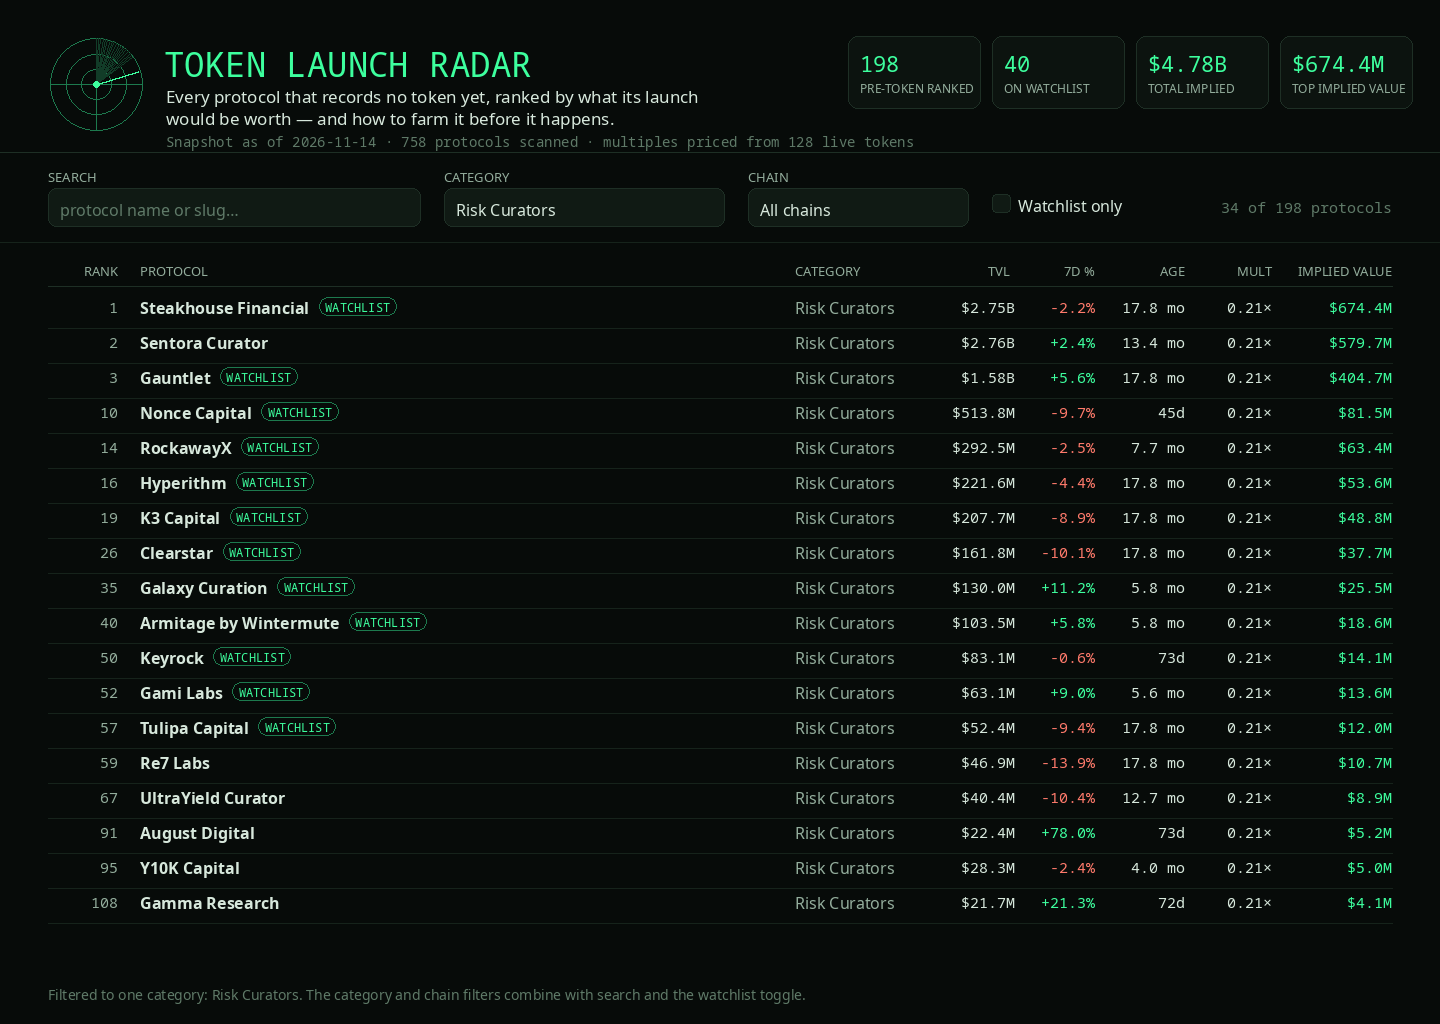 TOKEN LAUNCH RADAR
Every protocol that records no token yet, ranked by what its launch
would be worth — and how to farm it before it happens.
Snapshot as of 2026-11-14 · 758 protocols scanned · multiples priced from 128 live tokens
198
PRE-TOKEN RANKED
40
ON WATCHLIST
$4.78B
TOTAL IMPLIED
$674.4M
TOP IMPLIED VALUE
SEARCH
protocol name or slug…
CATEGORY
Risk Curators
CHAIN
All chains
Watchlist only
34 of 198 protocols
RANK PROTOCOL CATEGORY TVL 7D % AGE MULT IMPLIED VALUE
1 Steakhouse Financial WATCHLIST Risk Curators $2.75B -2.2% 17.8 mo 0.21× $674.4M
2 Sentora Curator Risk Curators $2.76B +2.4% 13.4 mo 0.21× $579.7M
3 Gauntlet WATCHLIST Risk Curators $1.58B +5.6% 17.8 mo 0.21× $404.7M
10 Nonce Capital WATCHLIST Risk Curators $513.8M -9.7% 45d 0.21× $81.5M
14 RockawayX WATCHLIST Risk Curators $292.5M -2.5% 7.7 mo 0.21× $63.4M
16 Hyperithm WATCHLIST Risk Curators $221.6M -4.4% 17.8 mo 0.21× $53.6M
19 K3 Capital WATCHLIST Risk Curators $207.7M -8.9% 17.8 mo 0.21× $48.8M
26 Clearstar WATCHLIST Risk Curators $161.8M -10.1% 17.8 mo 0.21× $37.7M
35 Galaxy Curation WATCHLIST Risk Curators $130.0M +11.2% 5.8 mo 0.21× $25.5M
40 Armitage by Wintermute WATCHLIST Risk Curators $103.5M +5.8% 5.8 mo 0.21× $18.6M
50 Keyrock WATCHLIST Risk Curators $83.1M -0.6% 73d 0.21× $14.1M
52 Gami Labs WATCHLIST Risk Curators $63.1M +9.0% 5.6 mo 0.21× $13.6M
57 Tulipa Capital WATCHLIST Risk Curators $52.4M -9.4% 17.8 mo 0.21× $12.0M
59 Re7 Labs Risk Curators $46.9M -13.9% 17.8 mo 0.21× $10.7M
67 UltraYield Curator Risk Curators $40.4M -10.4% 12.7 mo 0.21× $8.9M
91 August Digital Risk Curators $22.4M +78.0% 73d 0.21× $5.2M
95 Y10K Capital Risk Curators $28.3M -2.4% 4.0 mo 0.21× $5.0M
108 Gamma Research Risk Curators $21.7M +21.3% 72d 0.21× $4.1M
Filtered to one category: Risk Curators. The category and chain filters combine with search and the watchlist toggle.